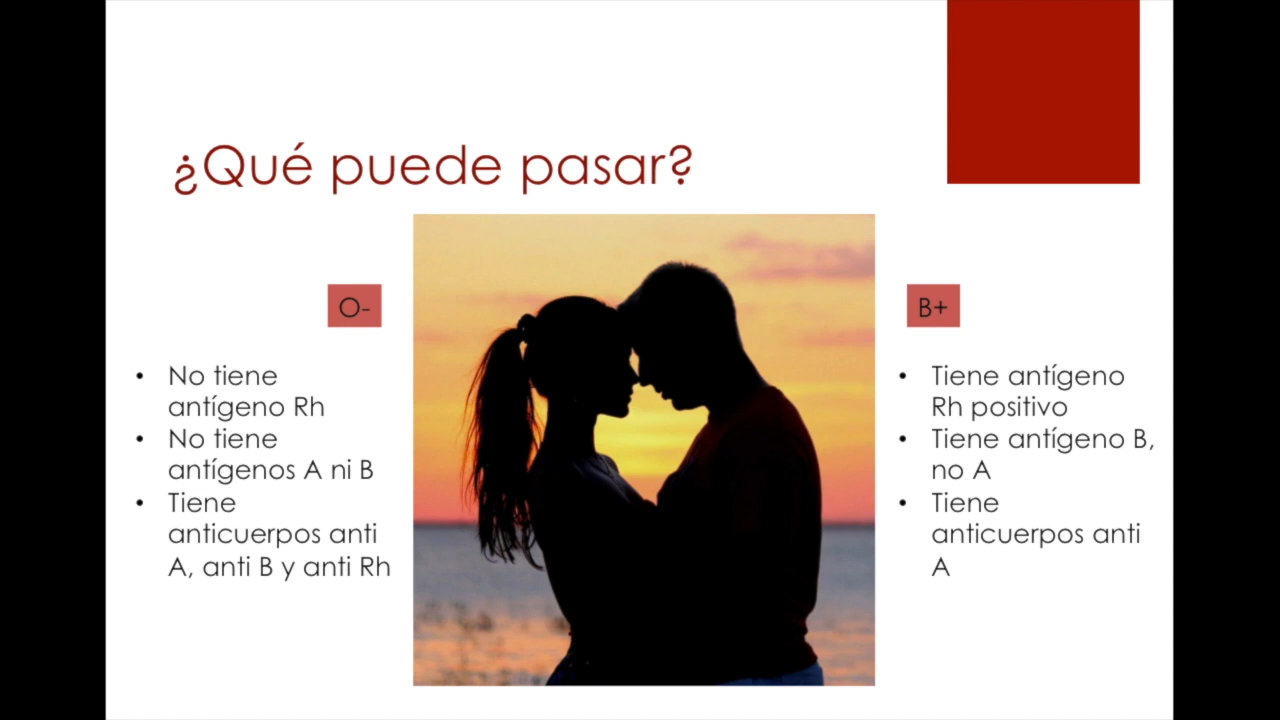 ¿Qué puede pasar?
O-
• No tiene
antígeno Rh
• No tiene
antígenos A ni B
• Tiene
anticuerpos anti
A, anti B y anti Rh
B+
• Tiene antígeno
Rh positivo
• Tiene antígeno B,
no A
• Tiene
anticuerpos anti
A